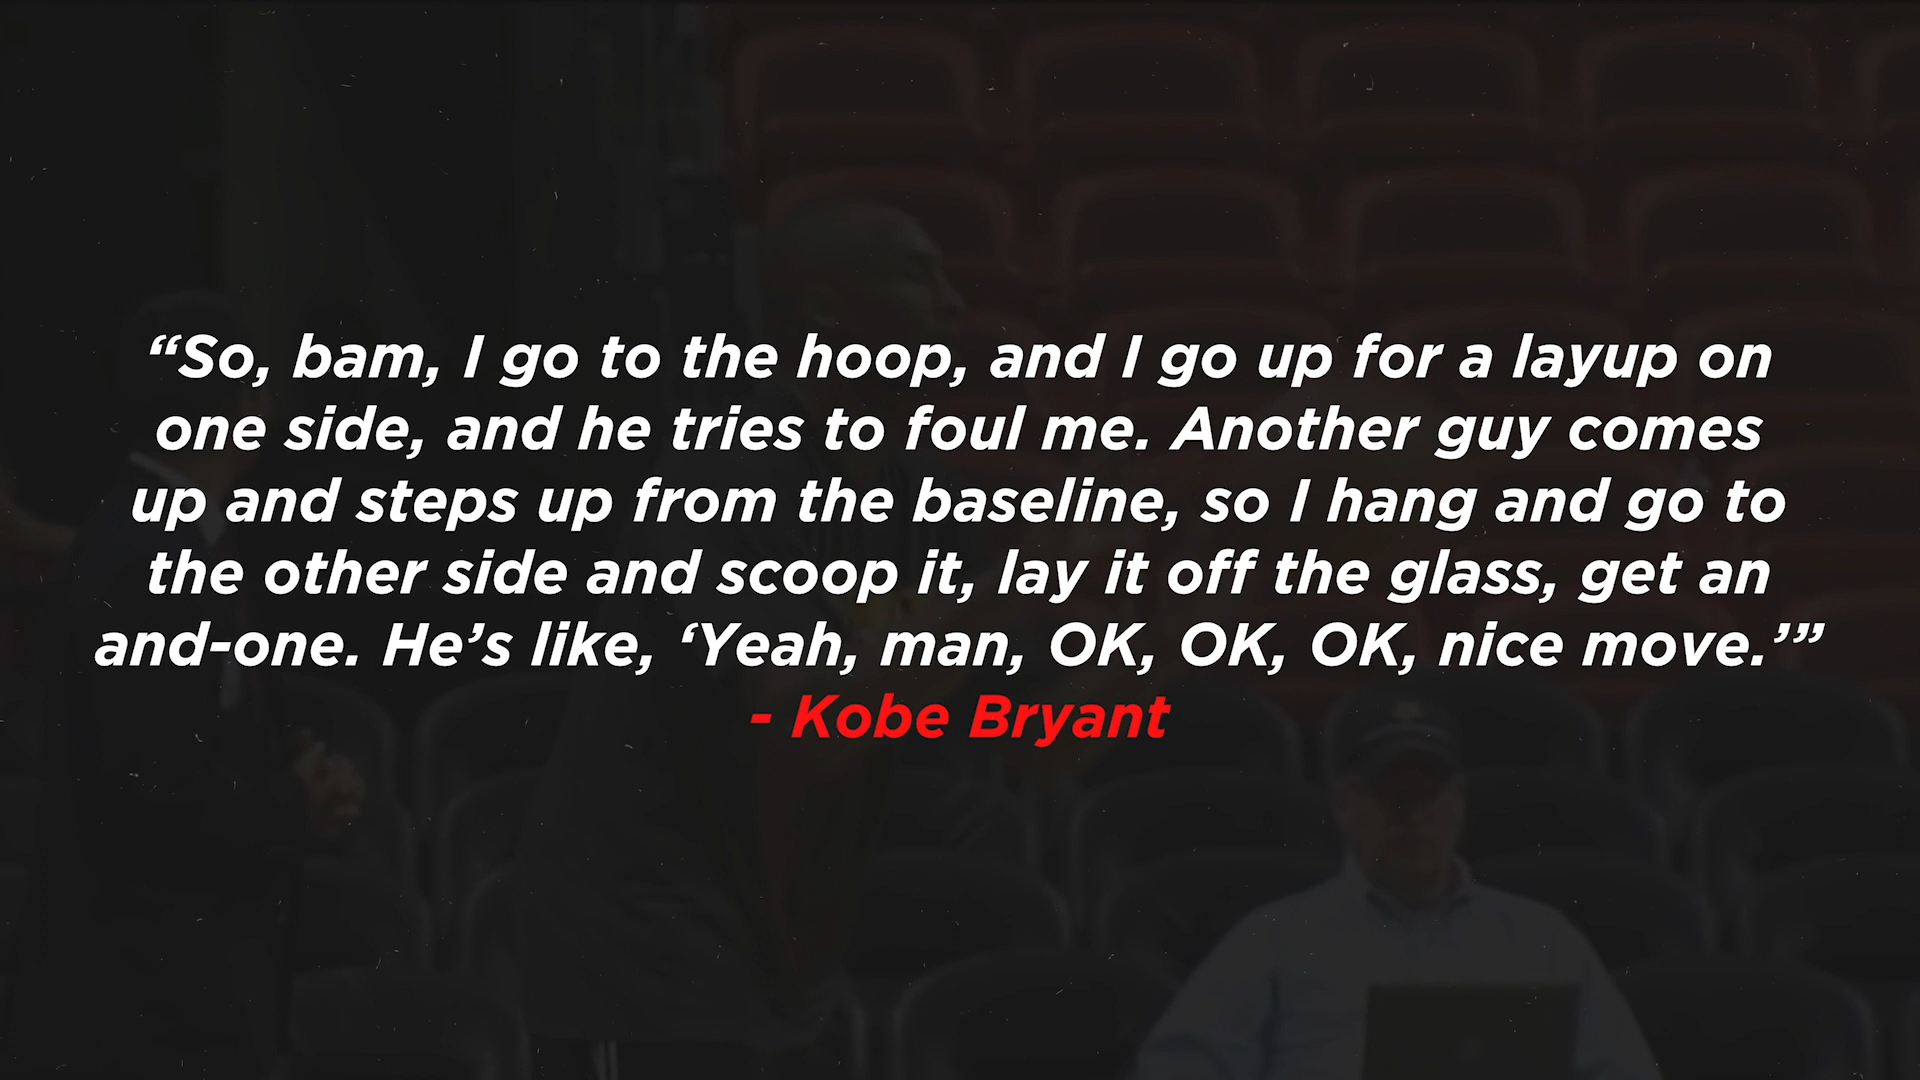 “So, bam, I go to the hoop, and I go up for a layup on
one side, and he tries to foul me. Another guy comes
up and steps up from the baseline, so I hang and go to
the other side and scoop it, lay it off the glass, get an
and-one. He’s like, ‘Yeah, man, OK, OK, OK, nice move.’”
- Kobe Bryant